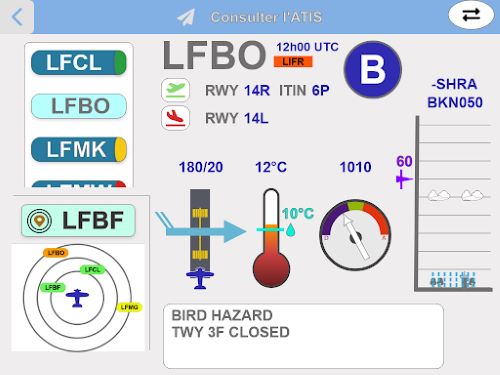 Consulter l'ATIS
LFCL
LFBO
LFMK
LFBF
LFBO
LFCL
LFBF
LFMG
LFBO 12h00 UTC
LIFR
B
RWY 14R ITIN 6P
RWY 14L
180/20
12°C
1010
10°C
D A
-SHRA
BKN050
60
BIRD HAZARD
TWY 3F CLOSED